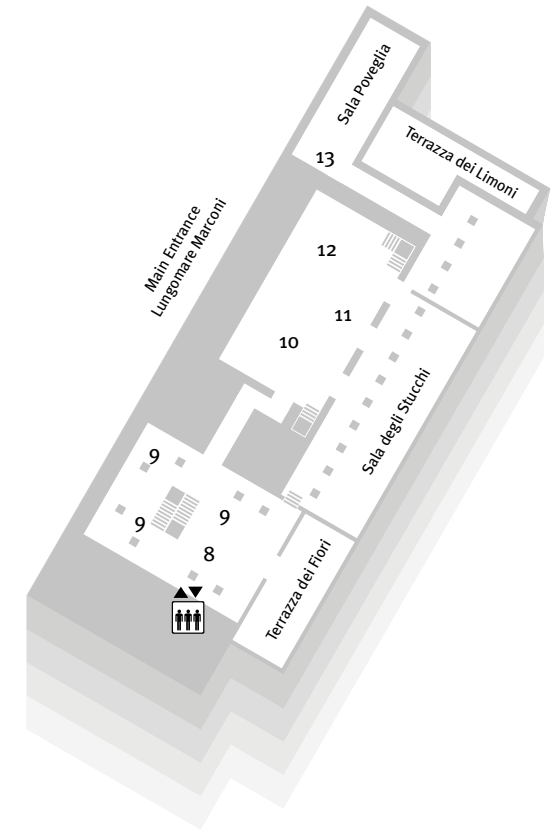 Sala Poveglia
Terrazza dei Limoni
13
Main Entrance
Lungomare Marconi
12
11
10
Sala degli Stucchi
9
9
9
8
Terrazza dei Fiori